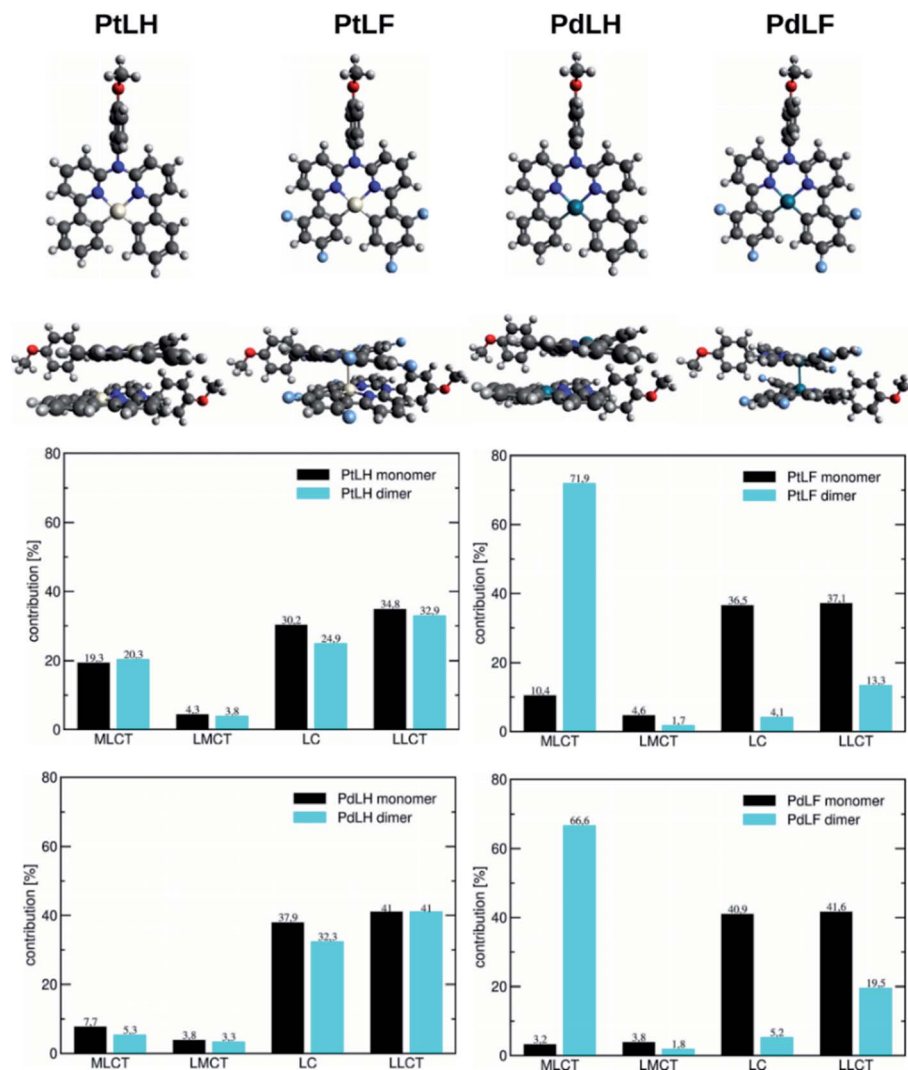 PtLH PtLF PdLH PdLF
80
60
40
20
0
contribution [%]
PtLH monomer
PtLH dimer
19,3 20,3 4,3 3,8 30,2 24,9 34,8 32,9
MLCT LMCT LC LLCT
80
60
40
20
0
contribution [%]
PtLF monomer
PtLF dimer
10,4 71,9 4,6 1,7 36,5 4,1 37,1 13,3
MLCT LMCT LC LLCT
80
60
40
20
0
contribution [%]
PdLH monomer
PdLH dimer
7,7 5,3 3,8 3,3 37,9 32,3 41 41
MLCT LMCT LC LLCT
80
60
40
20
0
contribution [%]
PdLF monomer
PdLF dimer
3,2 66,6 3,8 1,8 40,9 5,2 41,6 19,5
MLCT LMCT LC LLCT